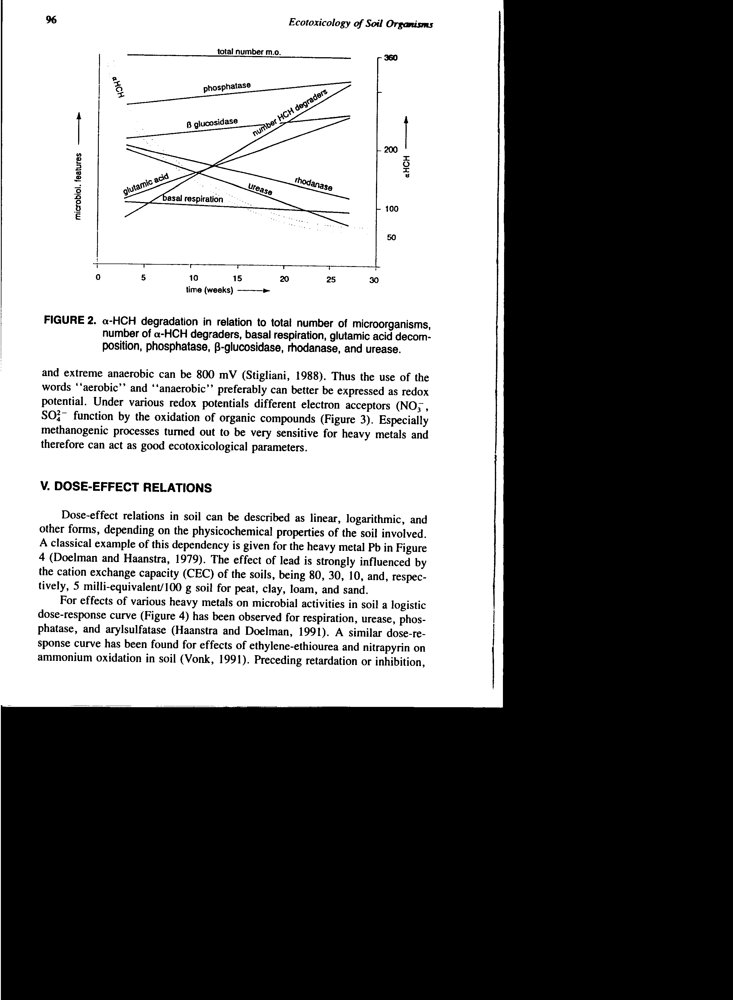 96
Ecotoxicology of Soil Organisms
total number m.o.
360
αHCH
phosphatase
number HCH degraders
β glucosidase
microbiol. features
200
αHCH
glutamic acid
rhodanase
urease
basal respiration
100
50
0 5 10 15 20 25 30
time (weeks)
FIGURE 2. α-HCH degradation in relation to total number of microorganisms,
number of α-HCH degraders, basal respiration, glutamic acid decom-
position, phosphatase, β-glucosidase, rhodanase, and urease.
and extreme anaerobic can be 800 mV (Stigliani, 1988). Thus the use of the
words ‘‘aerobic’’ and ‘‘anaerobic’’ preferably can better be expressed as redox
potential. Under various redox potentials different electron acceptors (NO₃⁻,
SO₄²⁻ function by the oxidation of organic compounds (Figure 3). Especially
methanogenic processes turned out to be very sensitive for heavy metals and
therefore can act as good ecotoxicological parameters.
V. DOSE-EFFECT RELATIONS
Dose-effect relations in soil can be described as linear, logarithmic, and
other forms, depending on the physicochemical properties of the soil involved.
A classical example of this dependency is given for the heavy metal Pb in Figure
4 (Doelman and Haanstra, 1979). The effect of lead is strongly influenced by
the cation exchange capacity (CEC) of the soils, being 80, 30, 10, and, respec-
tively, 5 milli-equivalent/100 g soil for peat, clay, loam, and sand.
For effects of various heavy metals on microbial activities in soil a logistic
dose-response curve (Figure 4) has been observed for respiration, urease, phos-
phatase, and arylsulfatase (Haanstra and Doelman, 1991). A similar dose-re-
sponse curve has been found for effects of ethylene-ethiourea and nitrapyrin on
ammonium oxidation in soil (Vonk, 1991). Preceding retardation or inhibition,